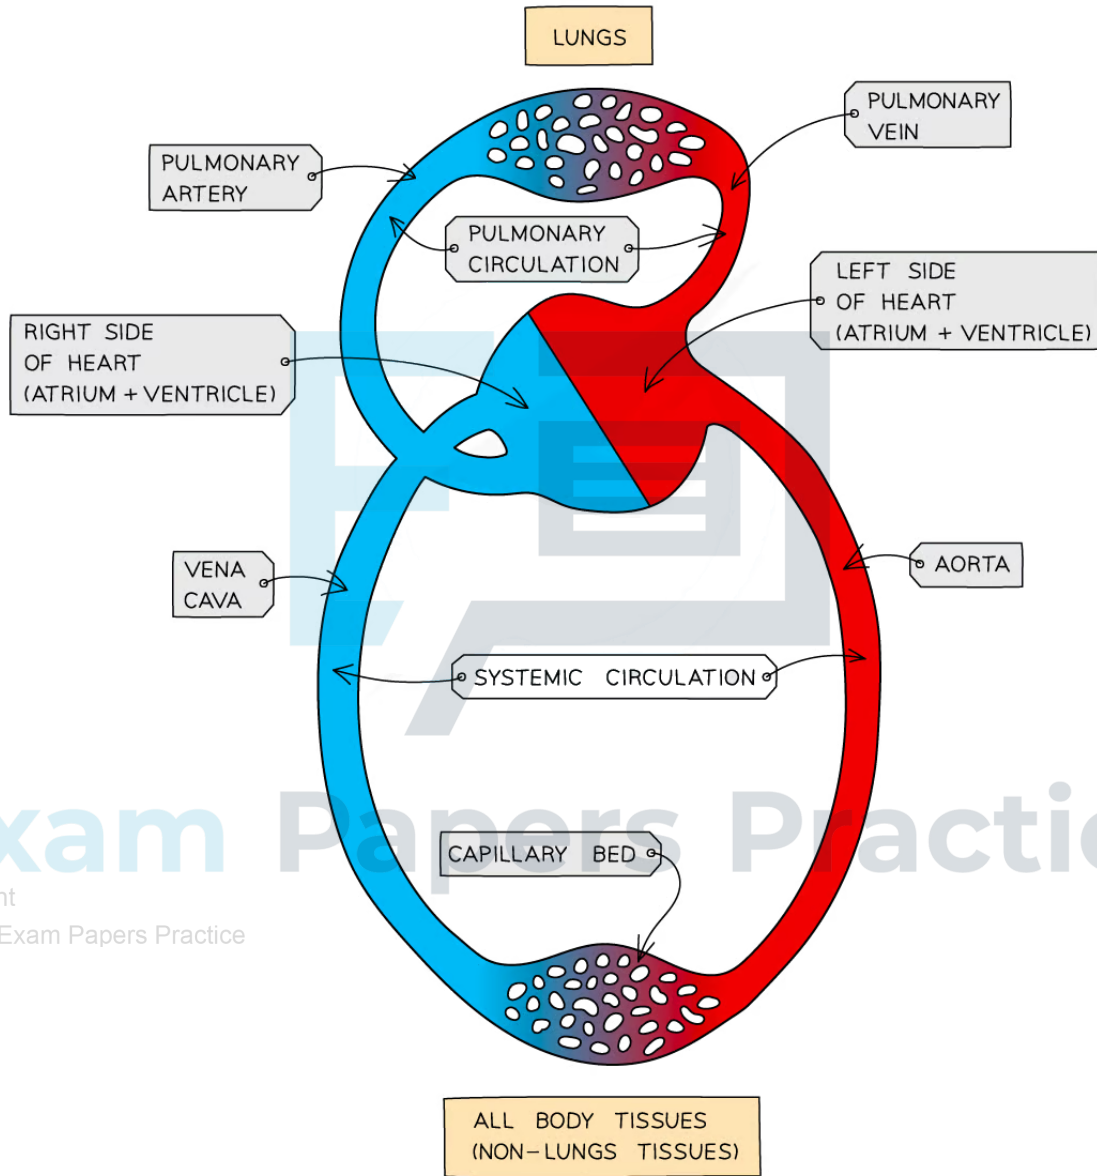 LUNGS
PULMONARY
VEIN
PULMONARY
ARTERY
PULMONARY
CIRCULATION
LEFT SIDE
OF HEART
(ATRIUM + VENTRICLE)
RIGHT SIDE
OF HEART
(ATRIUM + VENTRICLE)
VENA
CAVA
AORTA
SYSTEMIC CIRCULATION
xam Papers Practic
CAPILLARY BED
Exam Papers Practice
ALL BODY TISSUES
(NON-LUNGS TISSUES)